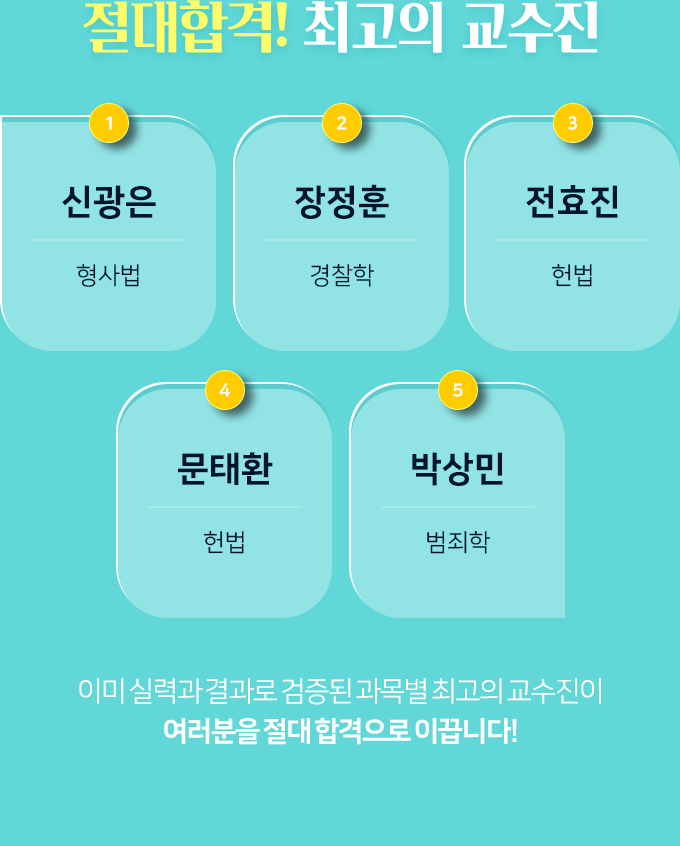 절대합격! 최고의 교수진
1
2
3
신광은
장정훈
전효진
형사법
경찰학
헌법
4
5
문태환
박상민
헌법
범죄학
이미 실력과 결과로 검증된 과목별 최고의 교수진이
여러분을 절대 합격으로 이끕니다!